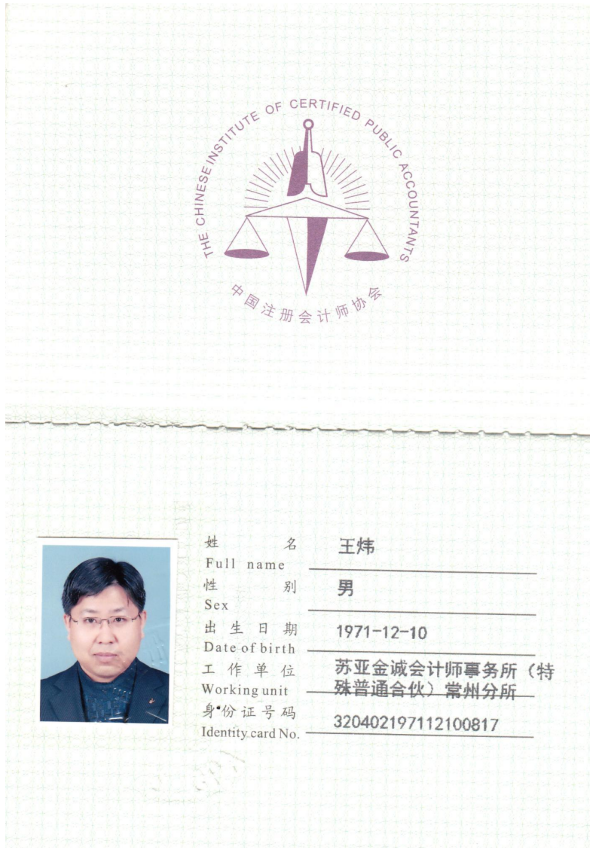 THE CHINESE INSTITUTE OF CERTIFIED PUBLIC ACCOUNTANTS
中国注册会计师协会
姓 名 王炜
Full name
性 别 男
Sex
出生日期 1971-12-10
Date of birth
工作单位 苏亚金诚会计师事务所（特
殊普通合伙）常州分所
Working unit
身份证号码 320402197112100817
Identity card No.